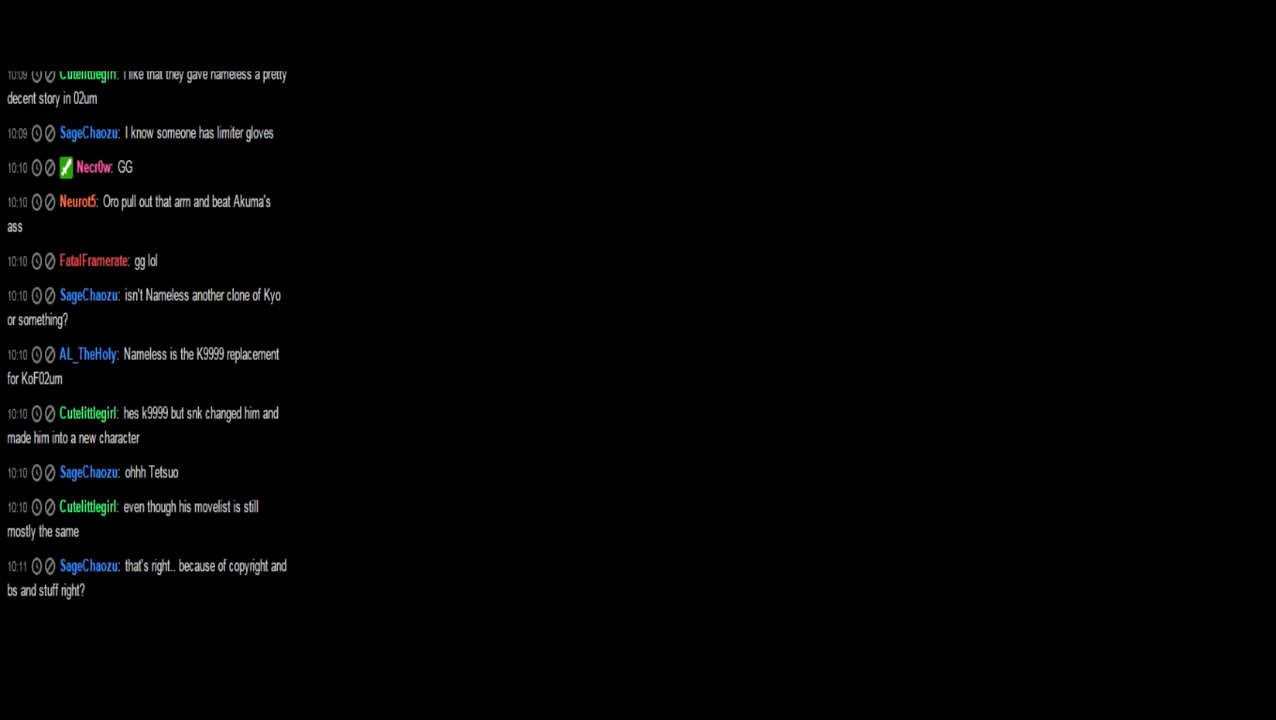 10:09 Cutelittlegirl: I like that they gave nameless a pretty
decent story in 02um
10:09 SageChaozu: I know someone has limiter gloves
10:10 Necr0w: GG
10:10 Neurot5: Oro pull out that arm and beat Akuma's
ass
10:10 FatalFramerate: gg lol
10:10 SageChaozu: isn't Nameless another clone of Kyo
or something?
10:10 AL_TheHoly: Nameless is the K9999 replacement
for KoF02um
10:10 Cutelittlegirl: hes k9999 but snk changed him and
made him into a new character
10:10 SageChaozu: ohhh Tetsuo
10:10 Cutelittlegirl: even though his movelist is still
mostly the same
10:11 SageChaozu: that's right.. because of copyright and
bs and stuff right?